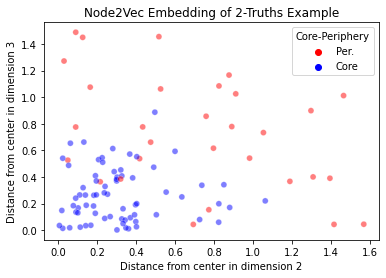 Node2Vec Embedding of 2-Truths Example
Distance from center in dimension 3
1.4
1.2
1.0
0.8
0.6
0.4
0.2
0.0
Core-Periphery
Per.
Core
0.0 0.2 0.4 0.6 0.8 1.0 1.2 1.4 1.6
Distance from center in dimension 2